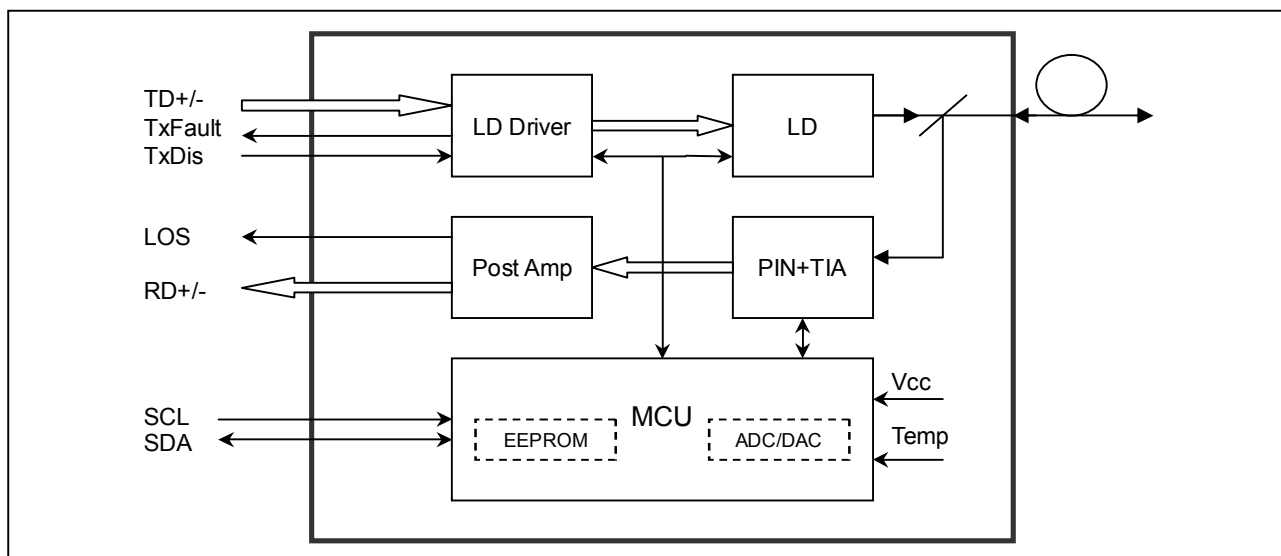 TD+/-
TxFault
TxDis
LD Driver
LD
LOS
RD+/-
Post Amp
PIN+TIA
SCL
SDA
MCU
EEPROM
ADC/DAC
Vcc
Temp